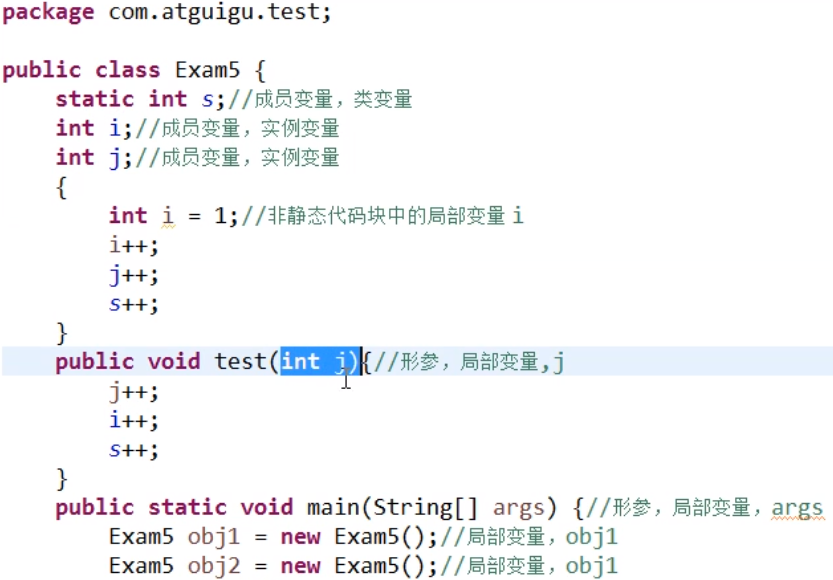 package com.atguigu.test;
public class Exam5 {
static int s;//成员变量，类变量
int i;//成员变量，实例变量
int j;//成员变量，实例变量
{
int i = 1;//非静态代码块中的局部变量 i
i++;
j++;
s++;
}
public void test(int j){//形参，局部变量,j
j++;
i++;
s++;
}
public static void main(String[] args) {//形参，局部变量，args
Exam5 obj1 = new Exam5();//局部变量，obj1
Exam5 obj2 = new Exam5();//局部变量，obj1